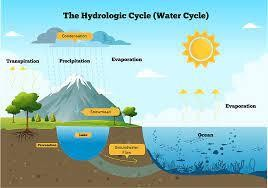 The Hydrologic Cycle (Water Cycle)
Condensation
Transpiration
Precipitation
Evaporation
Evaporation
Snowmelt
Lake
Groundwater
Flow
Ocean